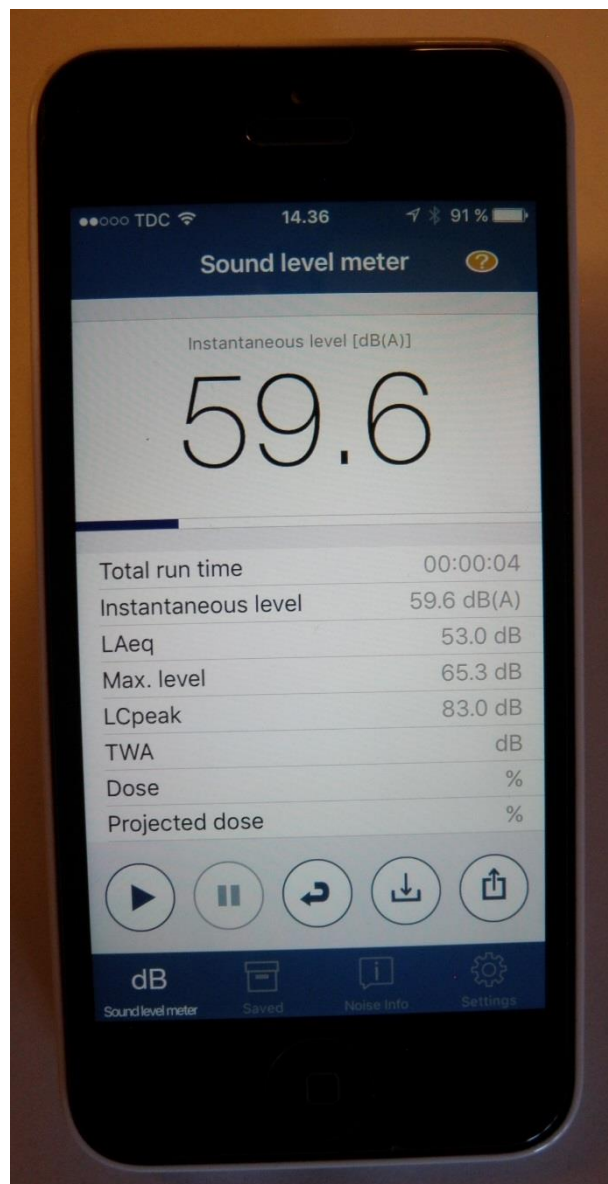 TDC 14.36 91 %
Sound level meter ?
Instantaneous level [dB(A)]
59.6
Total run time 00:00:04
Instantaneous level 59.6 dB(A)
LAeq 53.0 dB
Max. level 65.3 dB
LCpeak 83.0 dB
TWA dB
Dose %
Projected dose %
dB
Sound level meter Saved Noise Info Settings